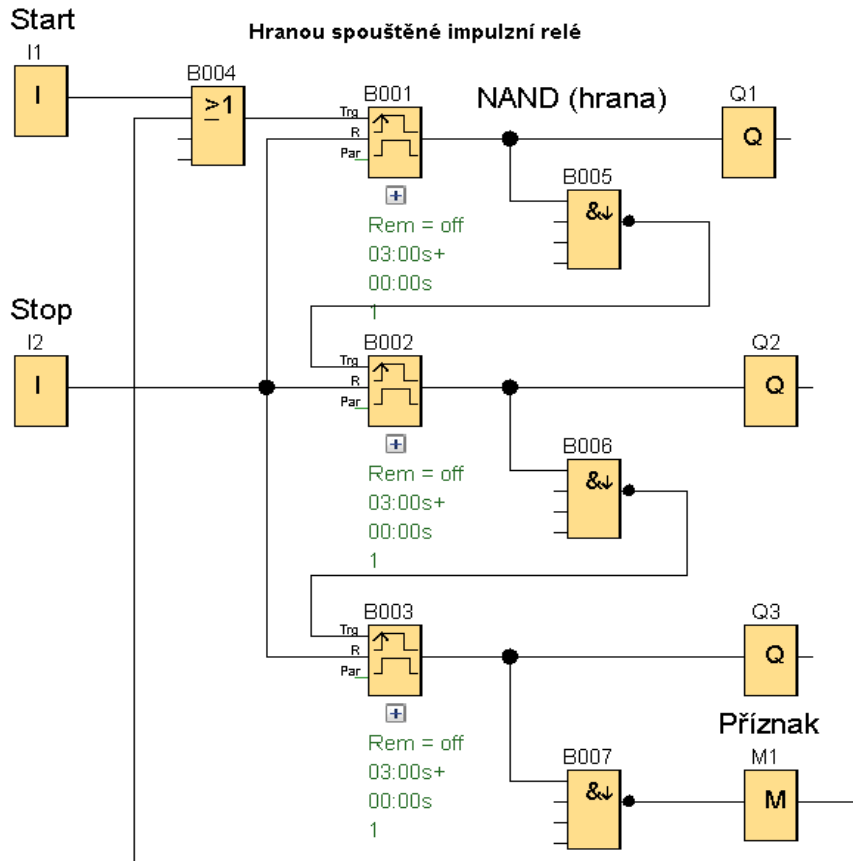 Start
Hranou spouštěné impulzní relé
I1
I
B004
≥1
B001
Trg
R
Par
NAND (hrana)
Q1
Q
B005
&↓
Rem = off
03:00s+
00:00s
1
Stop
I2
I
B002
Trg
R
Par
Q2
Q
B006
&↓
Rem = off
03:00s+
00:00s
1
B003
Trg
R
Par
Q3
Q
Příznak
Rem = off
03:00s+
00:00s
1
B007
&↓
M1
M